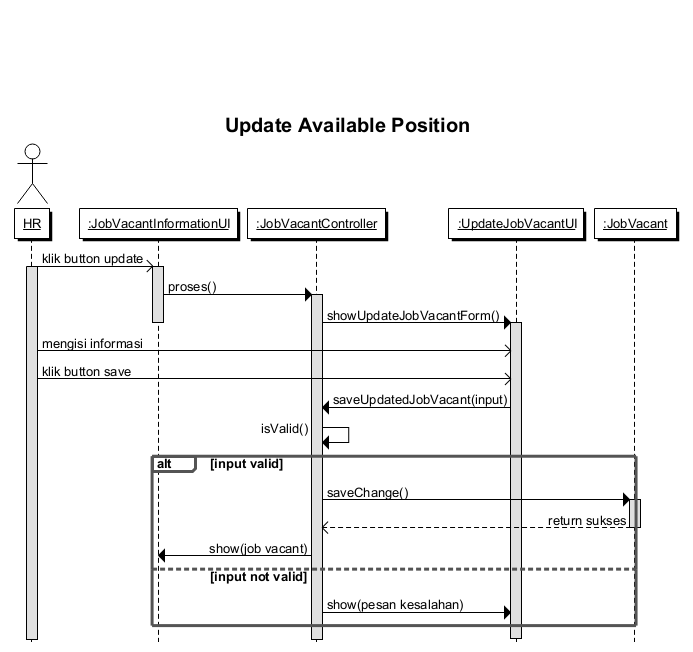 Update Available Position
HR
:JobVacantInformationUI
:JobVacantController
:UpdateJobVacantUI
:JobVacant
klik button update
proses()
showUpdateJobVacantForm()
mengisi informasi
klik button save
saveUpdatedJobVacant(input)
isValid()
alt
[input valid]
saveChange()
return sukses
show(job vacant)
[input not valid]
show(pesan kesalahan)